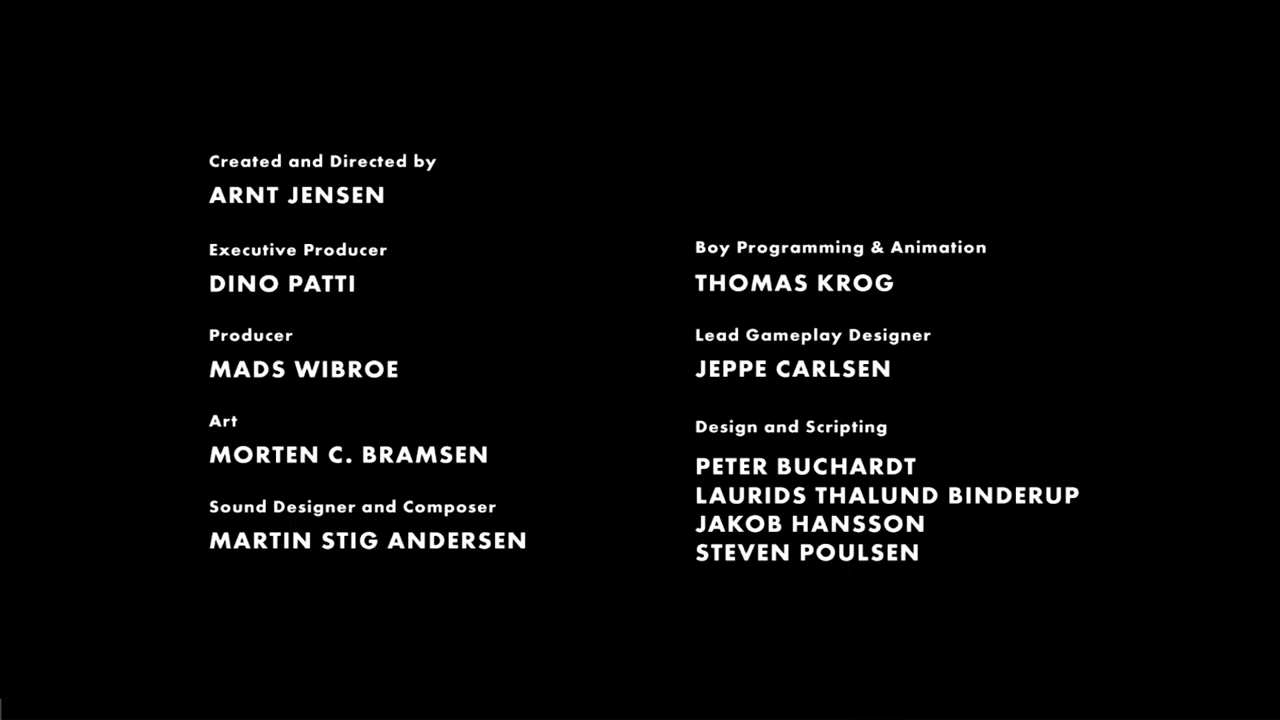 Created and Directed by
ARNT JENSEN
Executive Producer
DINO PATTI
Producer
MADS WIBROE
Art
MORTEN C. BRAMSEN
Sound Designer and Composer
MARTIN STIG ANDERSEN
Boy Programming & Animation
THOMAS KROG
Lead Gameplay Designer
JEPPE CARLSEN
Design and Scripting
PETER BUCHARDT
LAURIDS THALUND BINDERUP
JAKOB HANSSON
STEVEN POULSEN